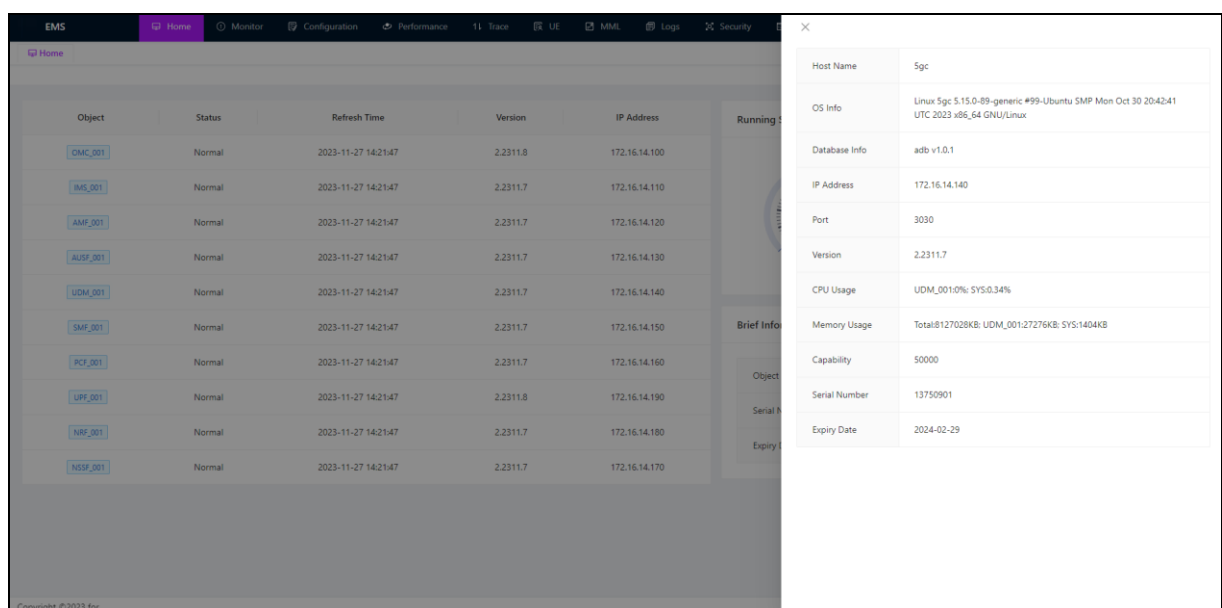 EMS Home Monitor Configuration Performance Trace UE MML Logs Security
Home
Object Status Refresh Time Version IP Address
OMC_001 Normal 2023-11-27 14:21:47 2.2311.8 172.16.14.100
IMS_001 Normal 2023-11-27 14:21:47 2.2311.7 172.16.14.110
AMF_001 Normal 2023-11-27 14:21:47 2.2311.7 172.16.14.120
AUSF_001 Normal 2023-11-27 14:21:47 2.2311.7 172.16.14.130
UDM_001 Normal 2023-11-27 14:21:47 2.2311.7 172.16.14.140
SMF_001 Normal 2023-11-27 14:21:47 2.2311.7 172.16.14.150
PCF_001 Normal 2023-11-27 14:21:47 2.2311.7 172.16.14.160
UPF_001 Normal 2023-11-27 14:21:47 2.2311.8 172.16.14.190
NRF_001 Normal 2023-11-27 14:21:47 2.2311.7 172.16.14.180
NSSF_001 Normal 2023-11-27 14:21:47 2.2311.7 172.16.14.170
Running
Brief Info
Object
Serial
Expiry
Host Name 5gc
OS Info Linux 5gc 5.15.0-89-generic #99-Ubuntu SMP Mon Oct 30 20:42:41
UTC 2023 x86_64 GNU/Linux
Database Info adb v1.0.1
IP Address 172.16.14.140
Port 3030
Version 2.2311.7
CPU Usage UDM_001:0%; SYS:0.34%
Memory Usage Total:8127028KB; UDM_001:27276KB; SYS:1404KB
Capability 50000
Serial Number 13750901
Expiry Date 2024-02-29
Copyright ©2023 for